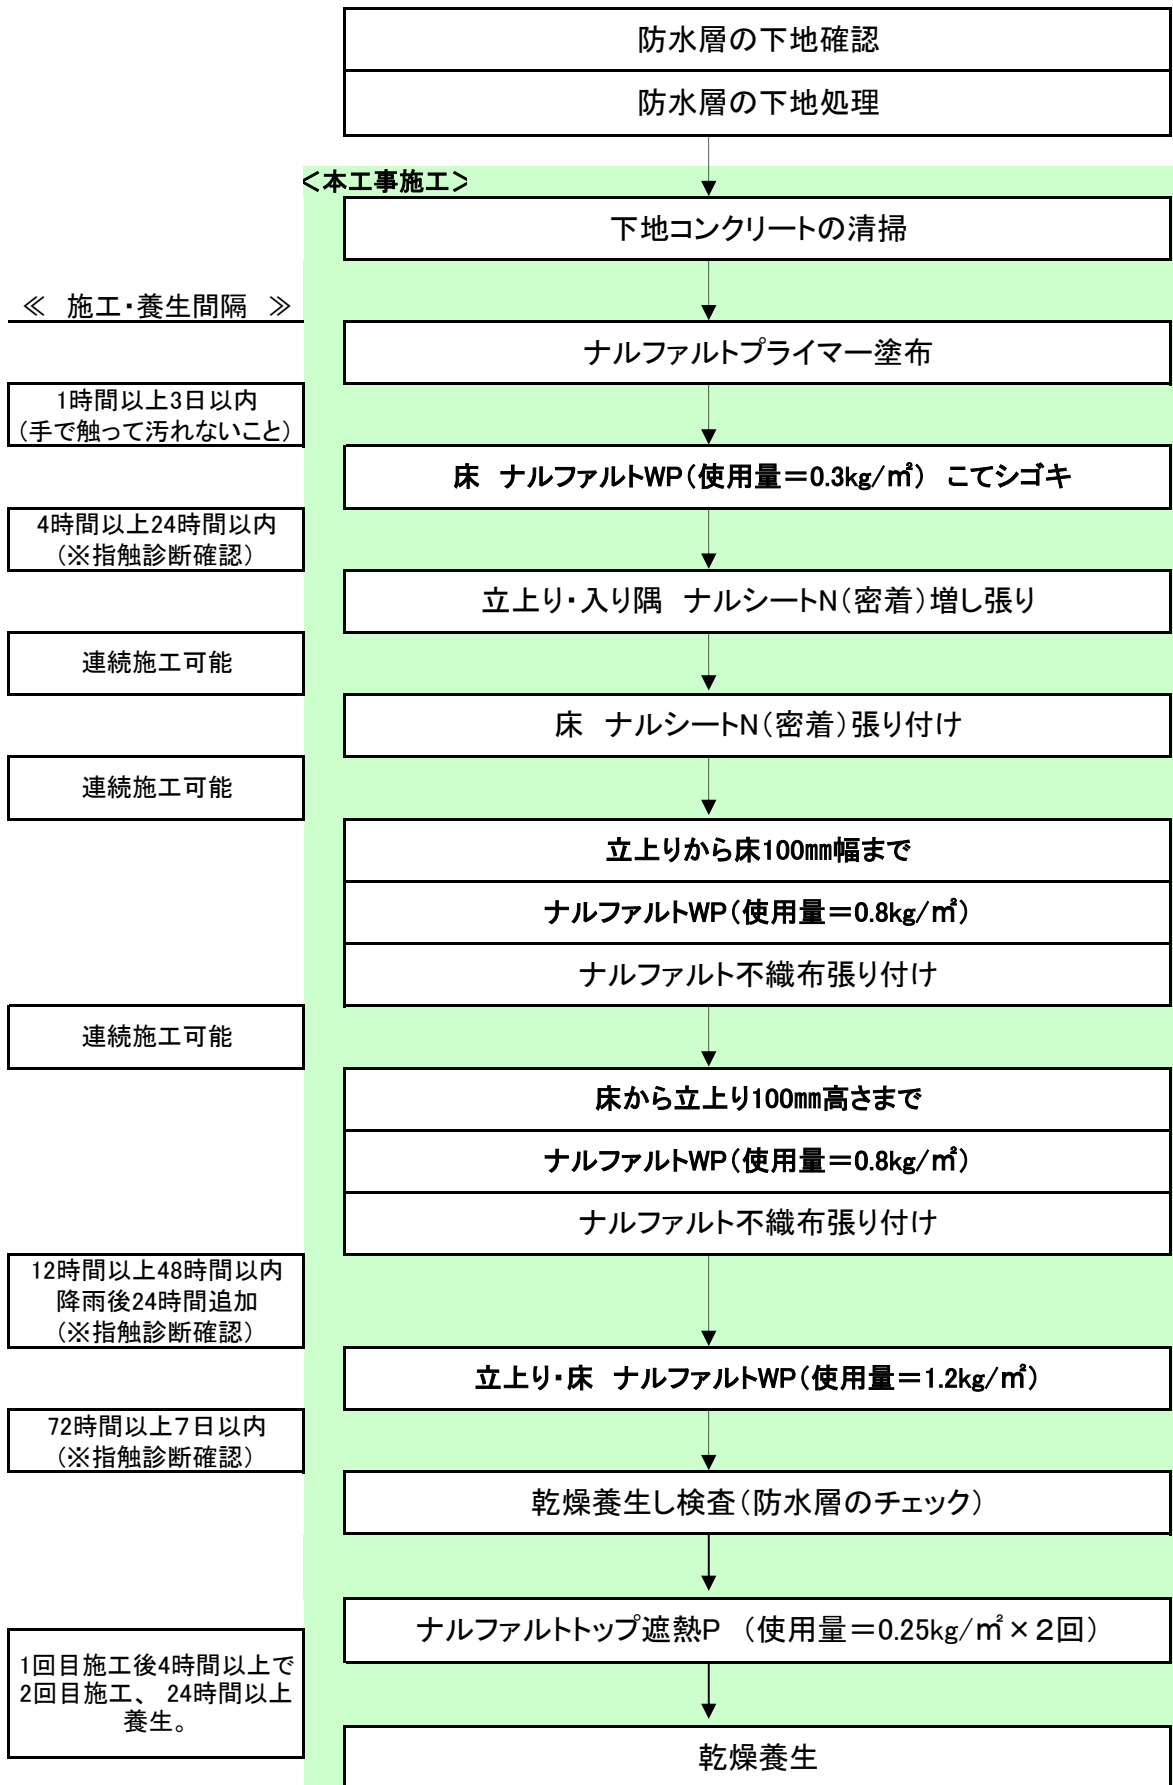 防水層の下地確認
防水層の下地処理
＜本工事施工＞
下地コンクリートの清掃
≪　施工・養生間隔　≫
ナルファルトプライマー塗布
1時間以上3日以内
（手で触って汚れないこと）
床　ナルファルトWP（使用量＝0.3kg/㎡）　こてシゴキ
4時間以上24時間以内
（※指触診断確認）
立上り・入り隅　ナルシートN（密着）増し張り
連続施工可能
床　ナルシートN（密着）張り付け
連続施工可能
立上りから床100㎜幅まで
ナルファルトWP（使用量＝0.8kg/㎡）
ナルファルト不織布張り付け
連続施工可能
床から立上り100㎜高さまで
ナルファルトWP（使用量＝0.8kg/㎡）
ナルファルト不織布張り付け
12時間以上48時間以内
降雨後24時間追加
（※指触診断確認）
立上り・床　ナルファルトWP（使用量＝1.2kg/㎡）
72時間以上７日以内
（※指触診断確認）
乾燥養生し検査（防水層のチェック）
ナルファルトトップ遮熱P　（使用量＝0.25kg/㎡×２回）
1回目施工後4時間以上で
2回目施工、 24時間以上
養生。
乾燥養生